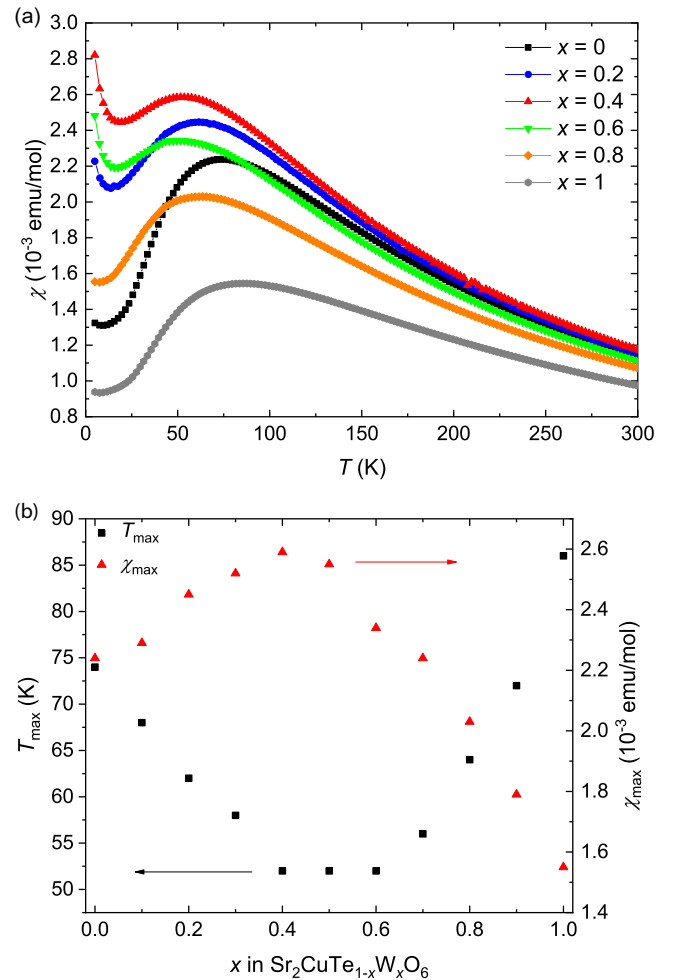 (a)
3.0
2.8
2.6
2.4
2.2
2.0
1.8
1.6
1.4
1.2
1.0
0.8
χ (10⁻³ emu/mol)
x = 0
x = 0.2
x = 0.4
x = 0.6
x = 0.8
x = 1
0 50 100 150 200 250 300
T (K)
(b)
90
85
80
75
70
65
60
55
50
T_max (K)
T_max
χ_max
2.6
2.4
2.2
2.0
1.8
1.6
1.4
χ_max (10⁻³ emu/mol)
0.0 0.2 0.4 0.6 0.8 1.0
x in Sr₂CuTe₁₋ₓWₓO₆